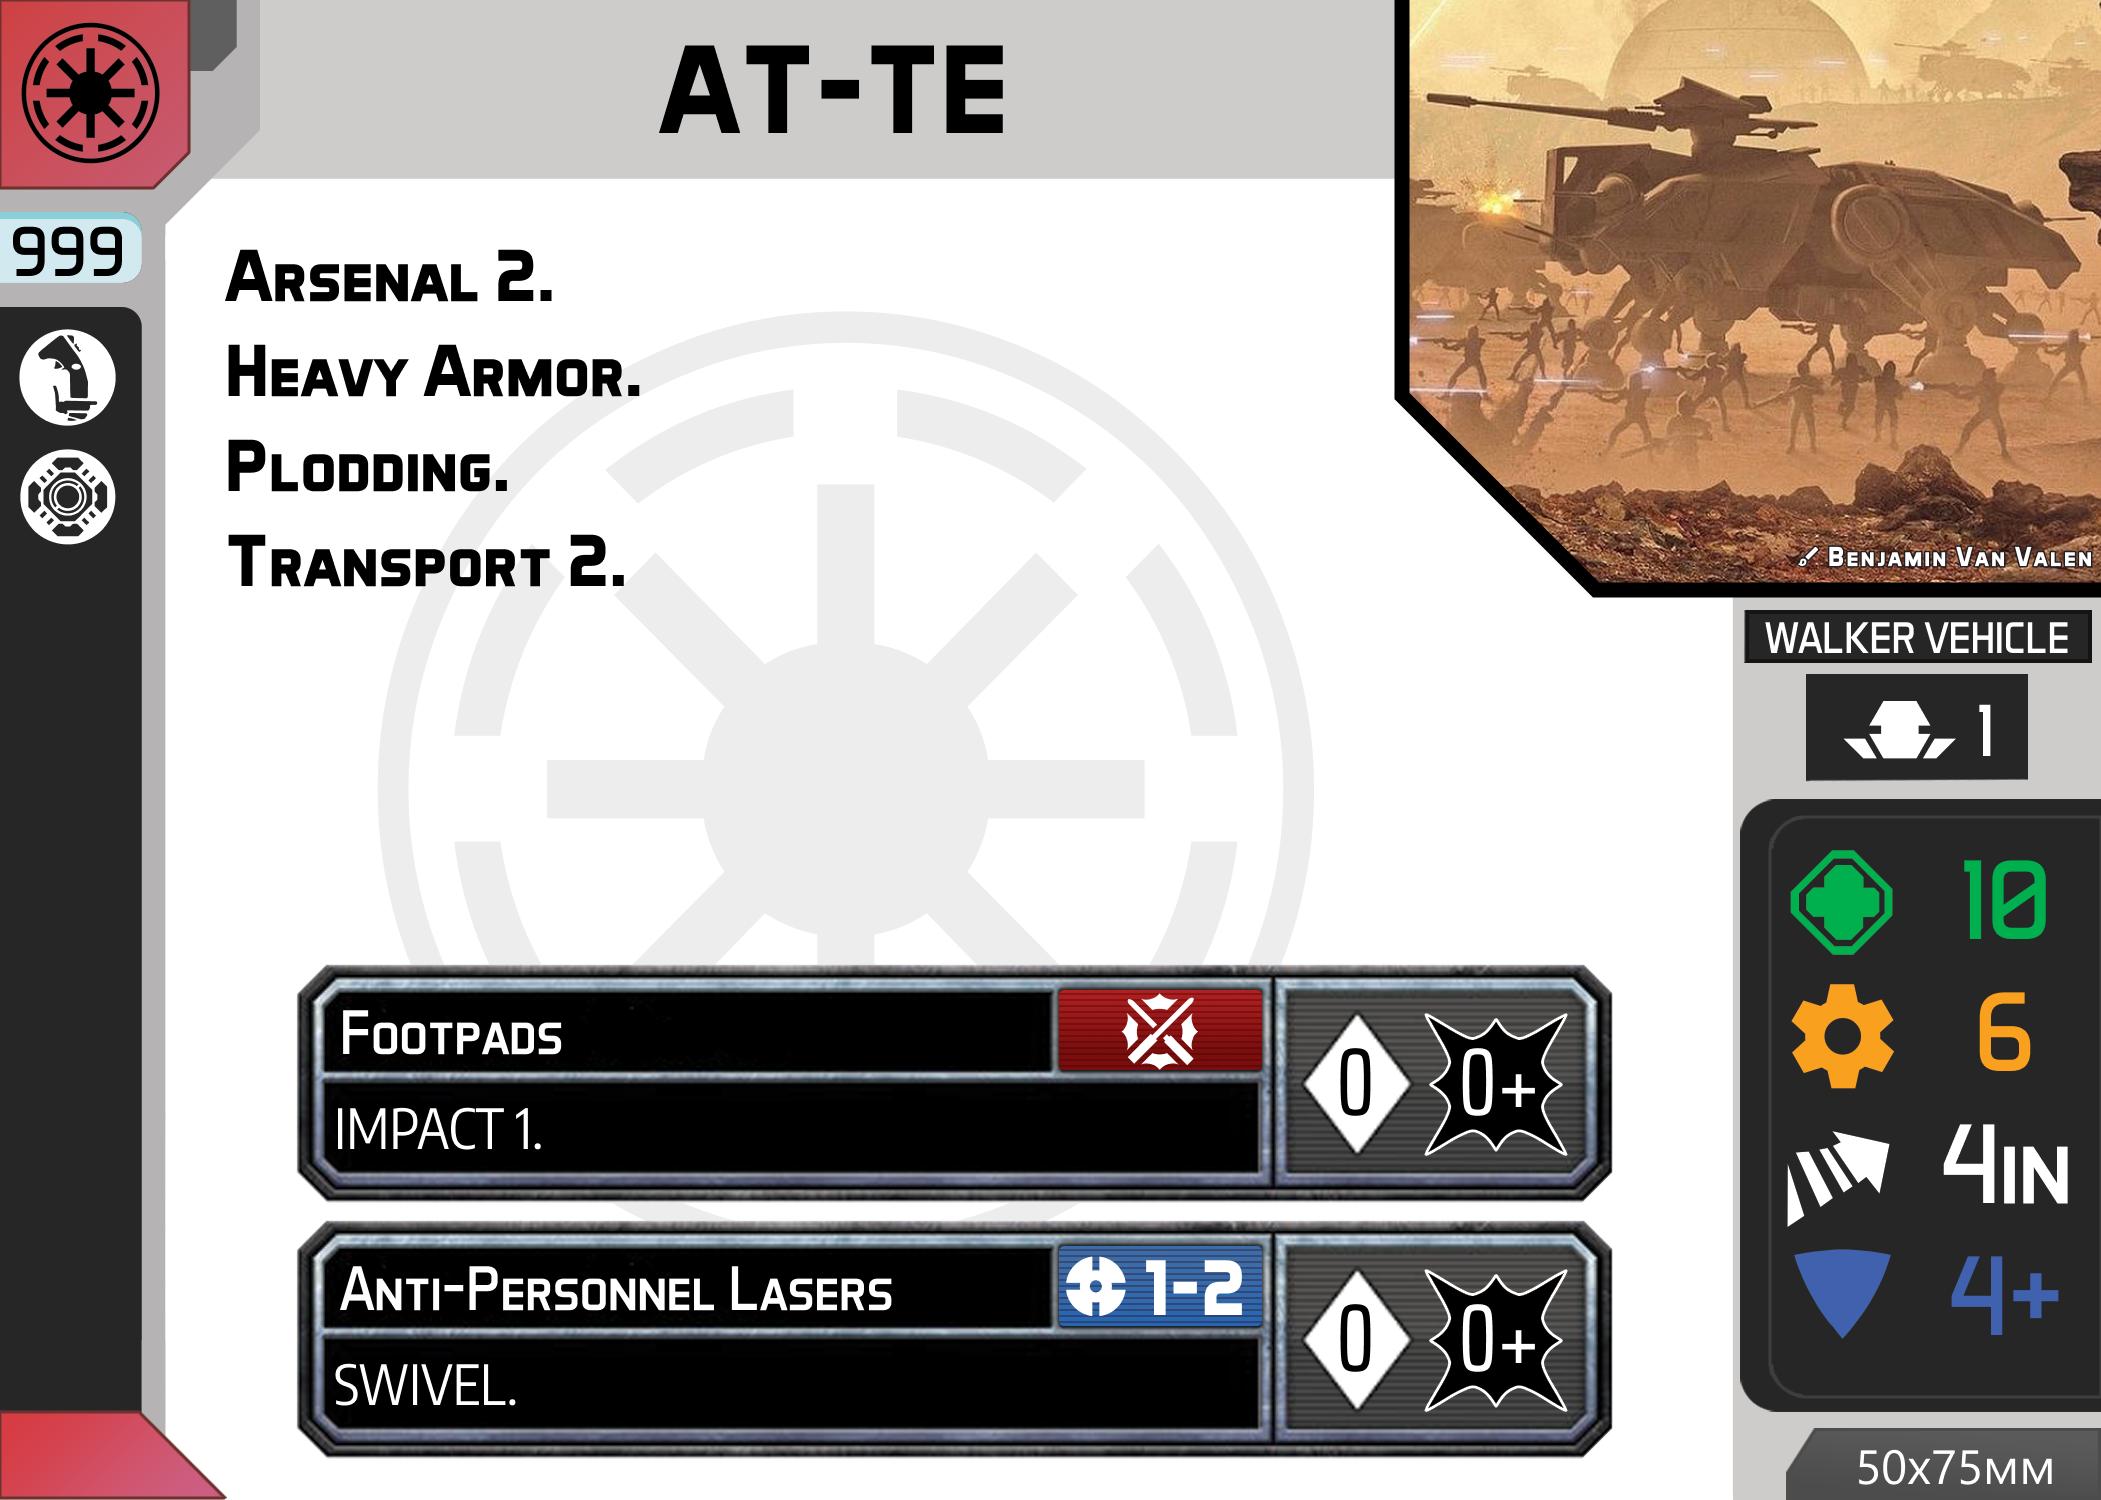 AT-TE
999
Arsenal 2.
Heavy Armor.
Plodding.
Transport 2.
Benjamin Van Valen
WALKER VEHICLE
1
10
6
4IN
4+
Footpads
IMPACT 1.
0 0+
Anti-Personnel Lasers 1-2
SWIVEL.
0 0+
50x75MM